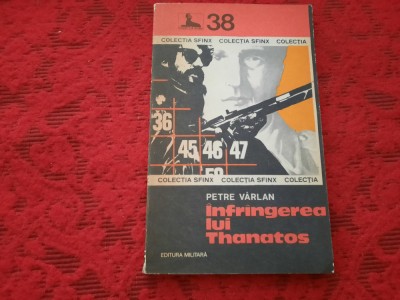 38
COLECȚIA SFINX COLECȚIA SFINX COLECȚIA
36
45 46 47
COLECȚIA SFINX COLECȚIA SFINX COLECȚIA
PETRE VÂRLAN
Înfrîngerea
lui
Thanatos
EDITURA MILITARĂ